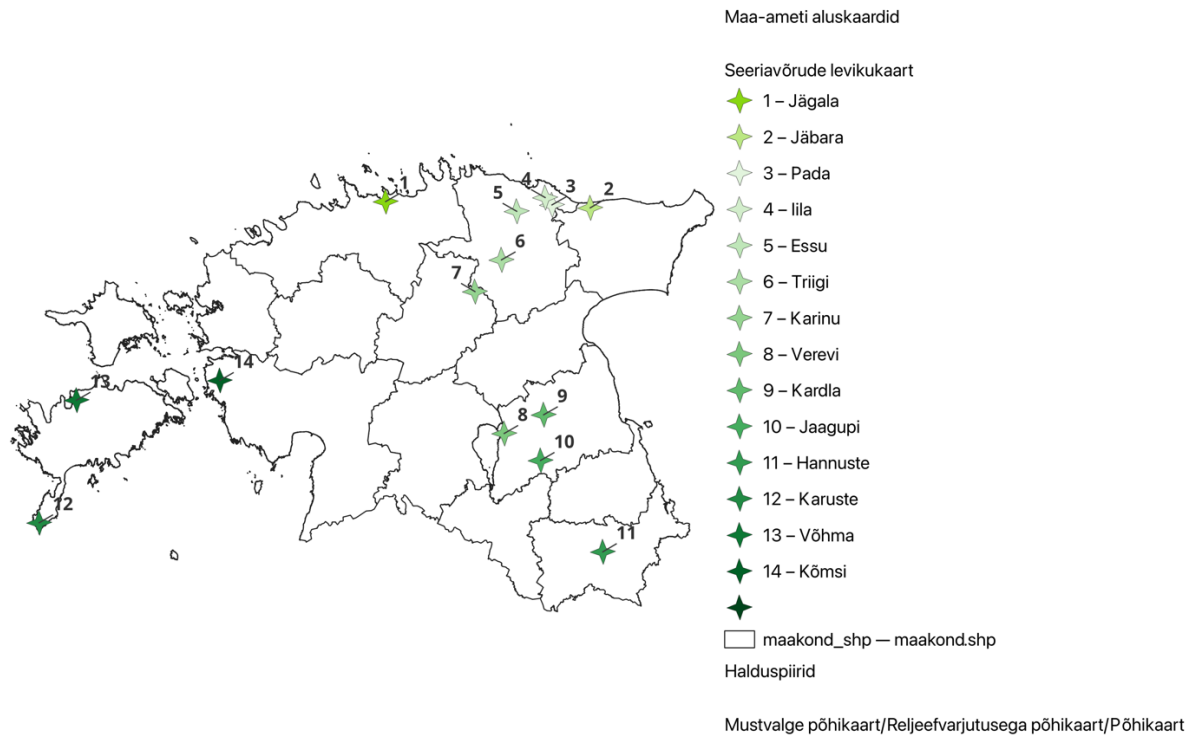 Maa-ameti aluskaardid
Seeriavõrude levikukaart
1 – Jägala
2 – Jäbara
3 – Pada
4 – Iila
5 – Essu
6 – Triigi
7 – Karinu
8 – Verevi
9 – Kardla
10 – Jaagupi
11 – Hannuste
12 – Karuste
13 – Võhma
14 – Kõmsi
maakond_shp — maakond.shp
Halduspiirid
Mustvalge põhikaart/Reljeefvarjutusega põhikaart/Põhikaart
1
4
3
2
5
6
7
14
13
9
8
10
12
11